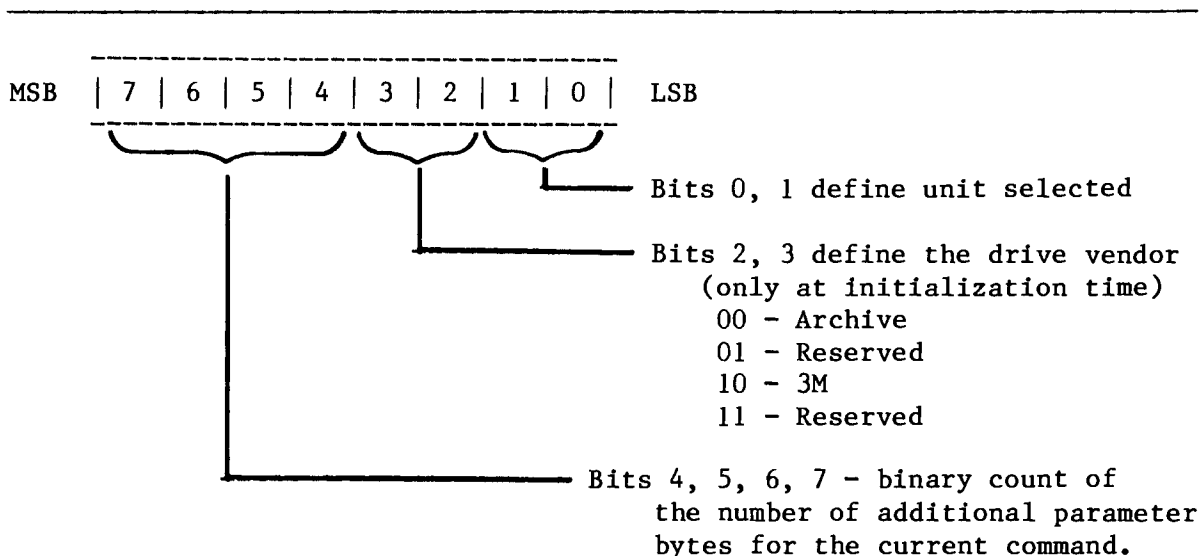 MSB | 7 | 6 | 5 | 4 | 3 | 2 | 1 | 0 | LSB
Bits 0, 1 define unit selected
Bits 2, 3 define the drive vendor
(only at initialization time)
00 - Archive
01 - Reserved
10 - 3M
11 - Reserved
Bits 4, 5, 6, 7 - binary count of
the number of additional parameter
bytes for the current command.